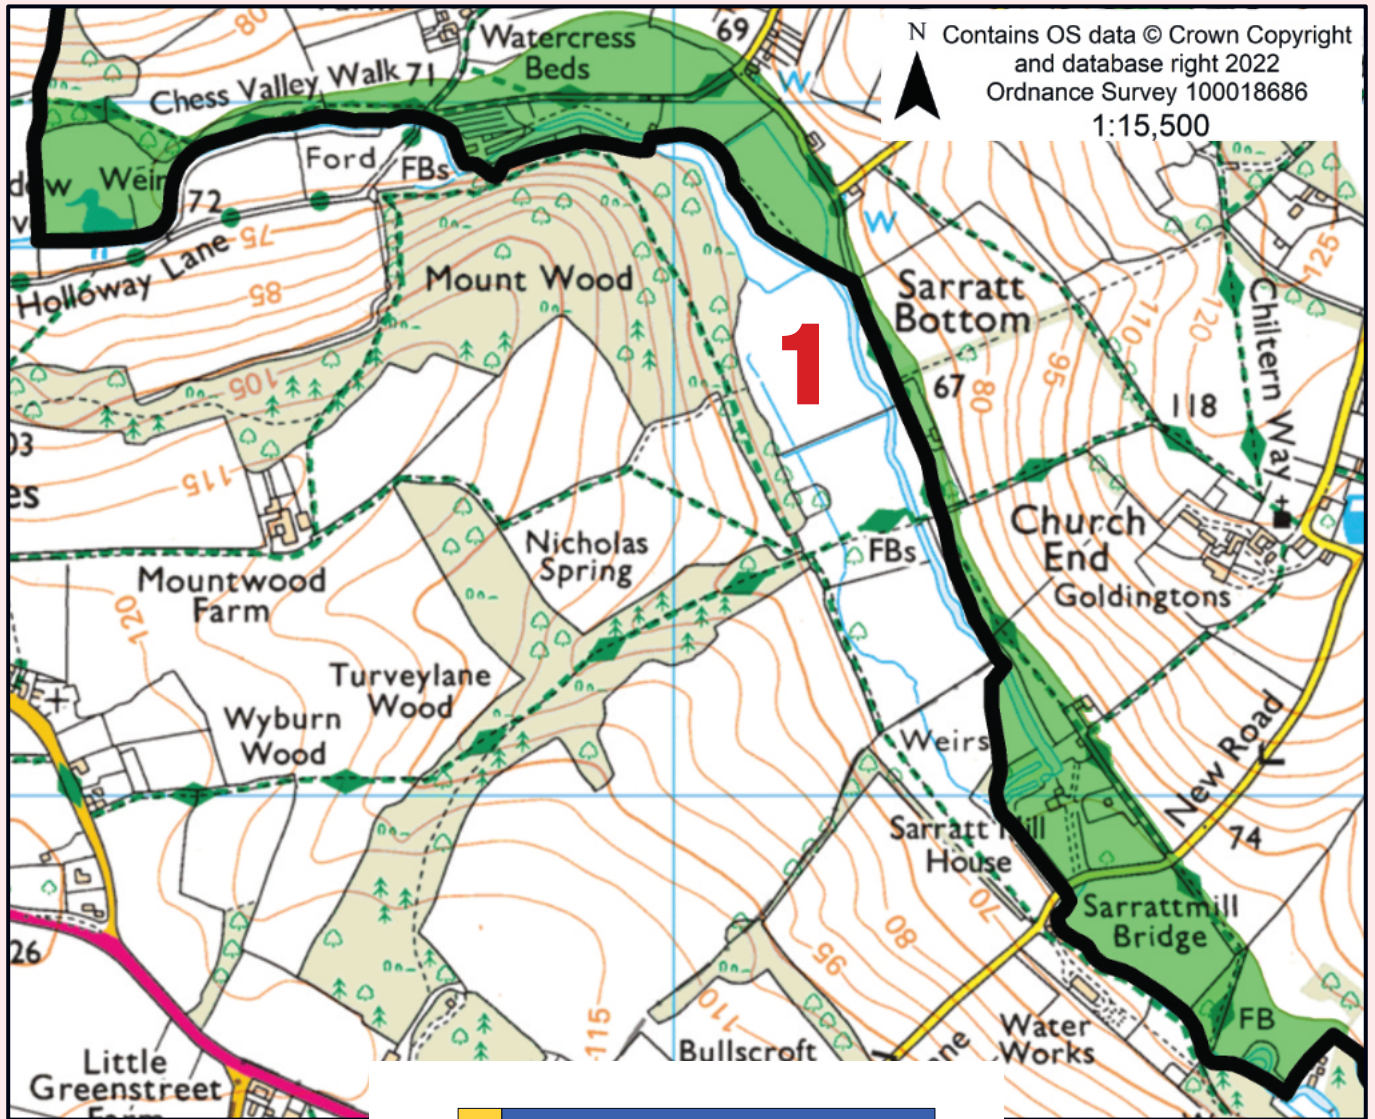 80
69
Watercress
Beds
N
Contains OS data © Crown Copyright
and database right 2022
Ordnance Survey 100018686
1:15,500
Chess Valley Walk
71
W
Ford
FBs
Weir
72
75
W
Holloway Lane
85
Mount Wood
Sarratt
Bottom
125
110
120
Chiltern Way
1
105
67
80
95
118
03
115
es
Nicholas
Spring
FBs
Church
End
Goldingtons
Mountwood
Farm
120
Turveylane
Wood
Wyburn
Wood
Weirs
New Road
Sarratt Mill
House
74
70
80
95
Sarrattmill
Bridge
26
110
115
FB
Water
Works
Bullscroft
Little
Greenstreet